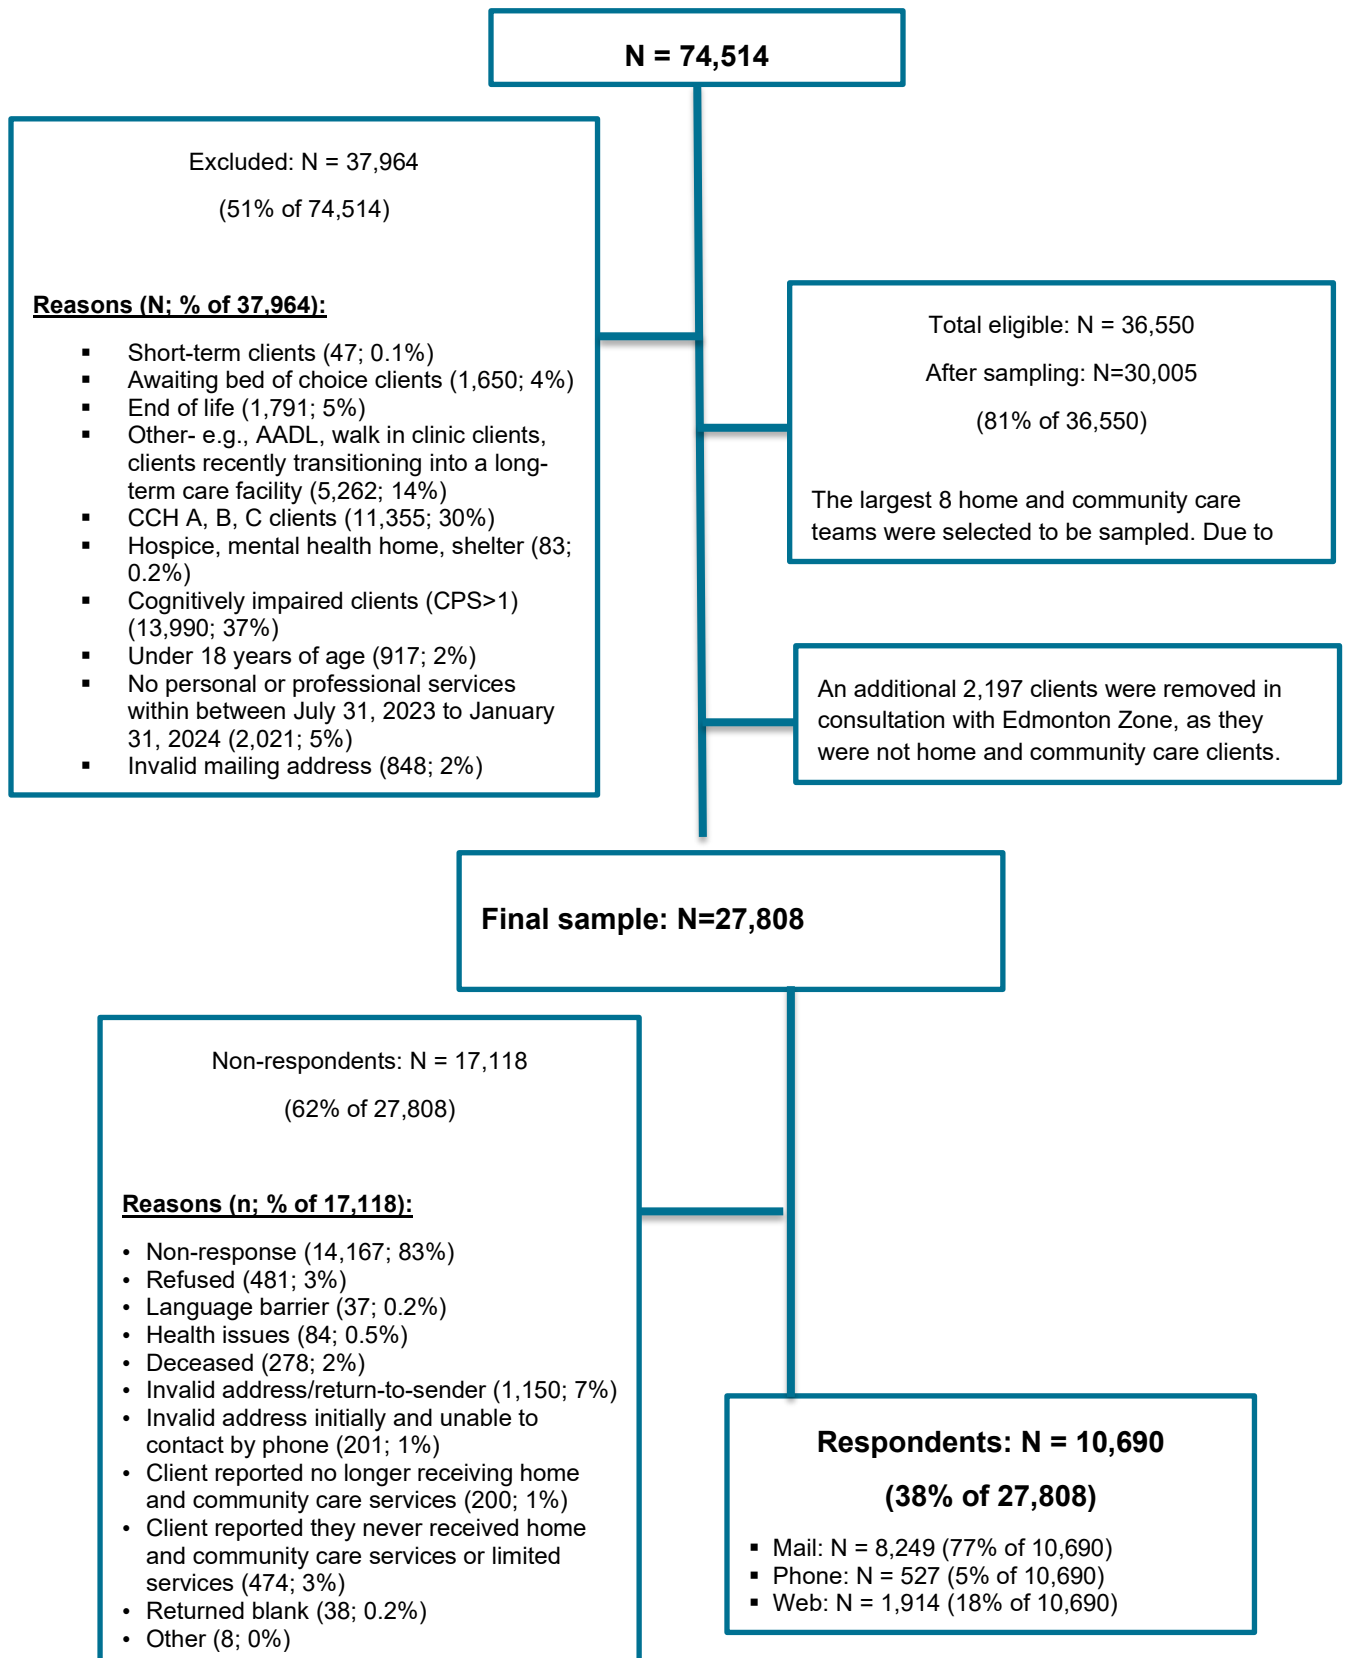 N = 74,514
Excluded: N = 37,964
(51% of 74,514)
Reasons (N; % of 37,964):
▪ Short-term clients (47; 0.1%)
▪ Awaiting bed of choice clients (1,650; 4%)
▪ End of life (1,791; 5%)
▪ Other- e.g., AADL, walk in clinic clients,
clients recently transitioning into a long-
term care facility (5,262; 14%)
▪ CCH A, B, C clients (11,355; 30%)
▪ Hospice, mental health home, shelter (83;
0.2%)
▪ Cognitively impaired clients (CPS>1)
(13,990; 37%)
▪ Under 18 years of age (917; 2%)
▪ No personal or professional services
within between July 31, 2023 to January
31, 2024 (2,021; 5%)
▪ Invalid mailing address (848; 2%)
Total eligible: N = 36,550
After sampling: N=30,005
(81% of 36,550)
The largest 8 home and community care
teams were selected to be sampled. Due to
An additional 2,197 clients were removed in
consultation with Edmonton Zone, as they
were not home and community care clients.
Final sample: N=27,808
Non-respondents: N = 17,118
(62% of 27,808)
Reasons (n; % of 17,118):
• Non-response (14,167; 83%)
• Refused (481; 3%)
• Language barrier (37; 0.2%)
• Health issues (84; 0.5%)
• Deceased (278; 2%)
• Invalid address/return-to-sender (1,150; 7%)
• Invalid address initially and unable to
contact by phone (201; 1%)
• Client reported no longer receiving home
and community care services (200; 1%)
• Client reported they never received home
and community care services or limited
services (474; 3%)
• Returned blank (38; 0.2%)
• Other (8; 0%)
Respondents: N = 10,690
(38% of 27,808)
▪ Mail: N = 8,249 (77% of 10,690)
▪ Phone: N = 527 (5% of 10,690)
▪ Web: N = 1,914 (18% of 10,690)